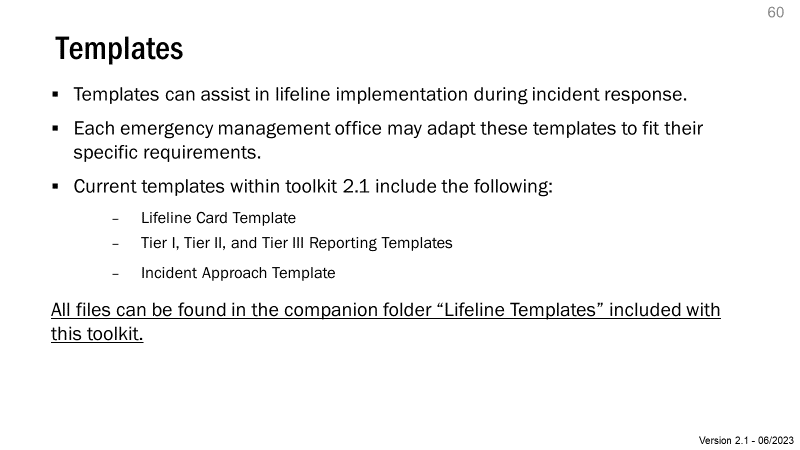 60
Templates
▪ Templates can assist in lifeline implementation during incident response.
▪ Each emergency management office may adapt these templates to fit their
specific requirements.
▪ Current templates within toolkit 2.1 include the following:
– Lifeline Card Template
– Tier I, Tier II, and Tier III Reporting Templates
– Incident Approach Template
All files can be found in the companion folder “Lifeline Templates” included with
this toolkit.
Version 2.1 - 06/2023